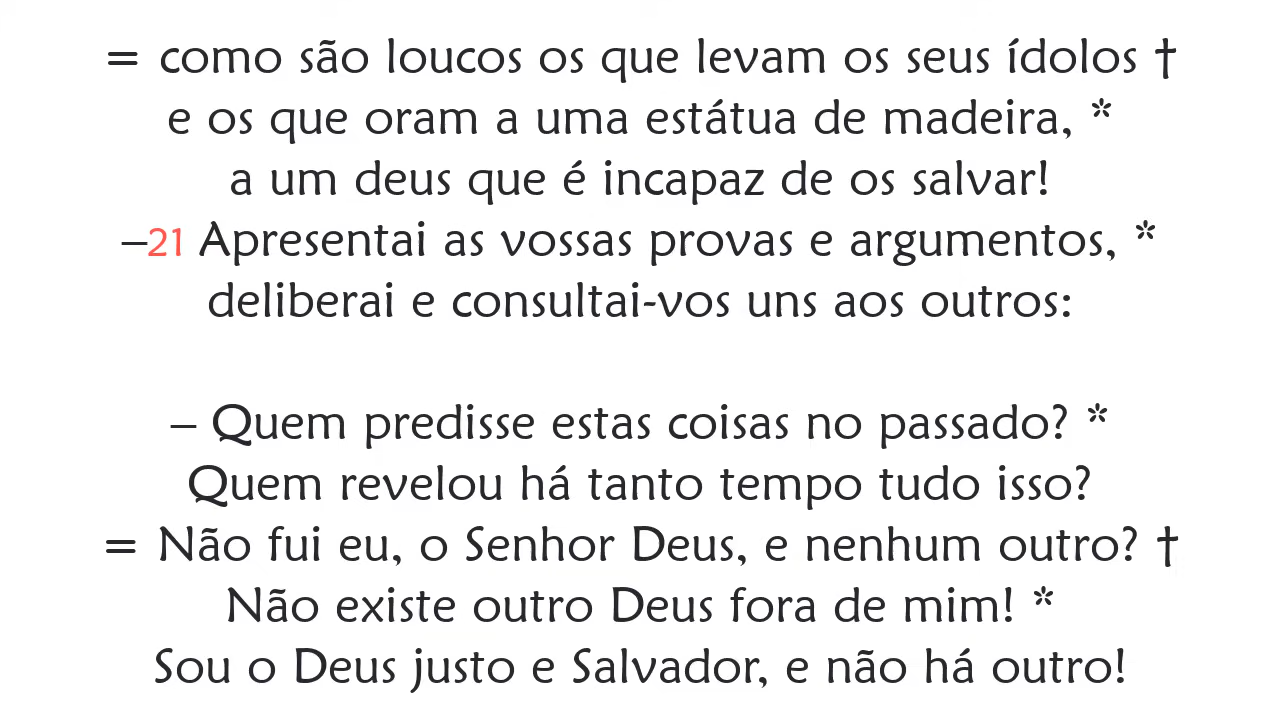 = como são loucos os que levam os seus ídolos †
e os que oram a uma estátua de madeira, *
a um deus que é incapaz de os salvar!
–21 Apresentai as vossas provas e argumentos, *
deliberai e consultai-vos uns aos outros:
– Quem predisse estas coisas no passado? *
Quem revelou há tanto tempo tudo isso?
= Não fui eu, o Senhor Deus, e nenhum outro? †
Não existe outro Deus fora de mim! *
Sou o Deus justo e Salvador, e não há outro!